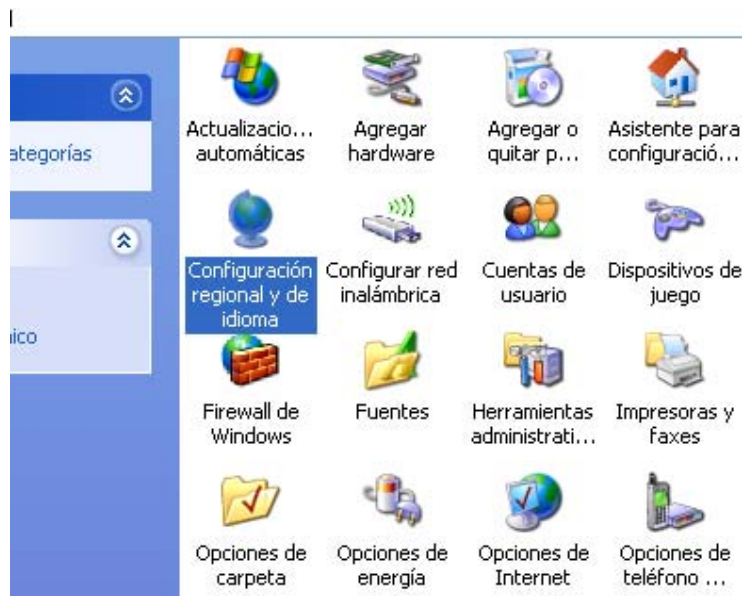 ategorías
ico
Actualizacio...
automáticas
Agregar
hardware
Agregar o
quitar p...
Asistente para
configuració...
Configuración
regional y de
idioma
Configurar red
inalámbrica
Cuentas de
usuario
Dispositivos de
juego
Firewall de
Windows
Fuentes
Herramientas
administrati...
Impresoras y
faxes
Opciones de
carpeta
Opciones de
energía
Opciones de
Internet
Opciones de
teléfono ...